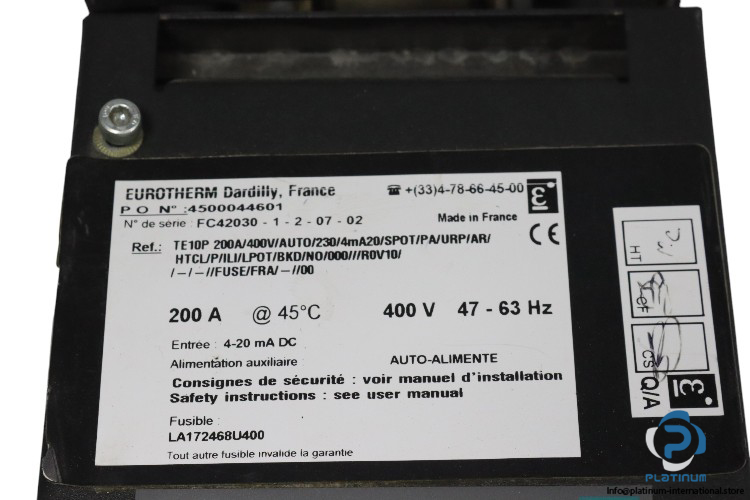 EUROTHERM Dardilly, France
☎ +(33)4-78-66-45-00
P O N° :4500044601
N° de série : FC42030 - 1 - 2 - 07 - 02
Made in France
Ref.: TE10P 200A/400V/AUTO/230/4mA20/SPOT/PA/URP/AR/
HTCL/P/ILI/LPOT/BKD/NO/000///R0V10/
/-/-//FUSE/FRA/-//00
CE
200 A @ 45°C 400 V 47 - 63 Hz
Entrée : 4-20 mA DC
Alimentation auxiliaire : AUTO-ALIMENTE
Consignes de sécurité : voir manuel d'installation
Safety instructions : see user manual
Fusible :
LA172468U400
Tout autre fusible invalide la garantie
HT
CS
Q/A
PLATINUM
info@platinum-international.store